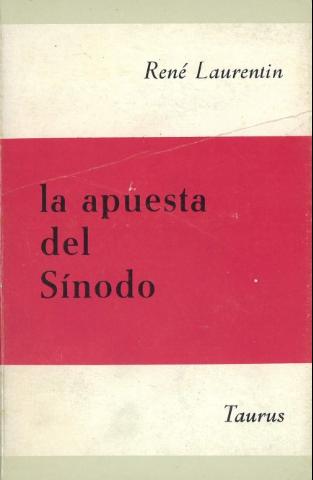 René Laurentin
la apuesta
del
Sínodo
Taurus